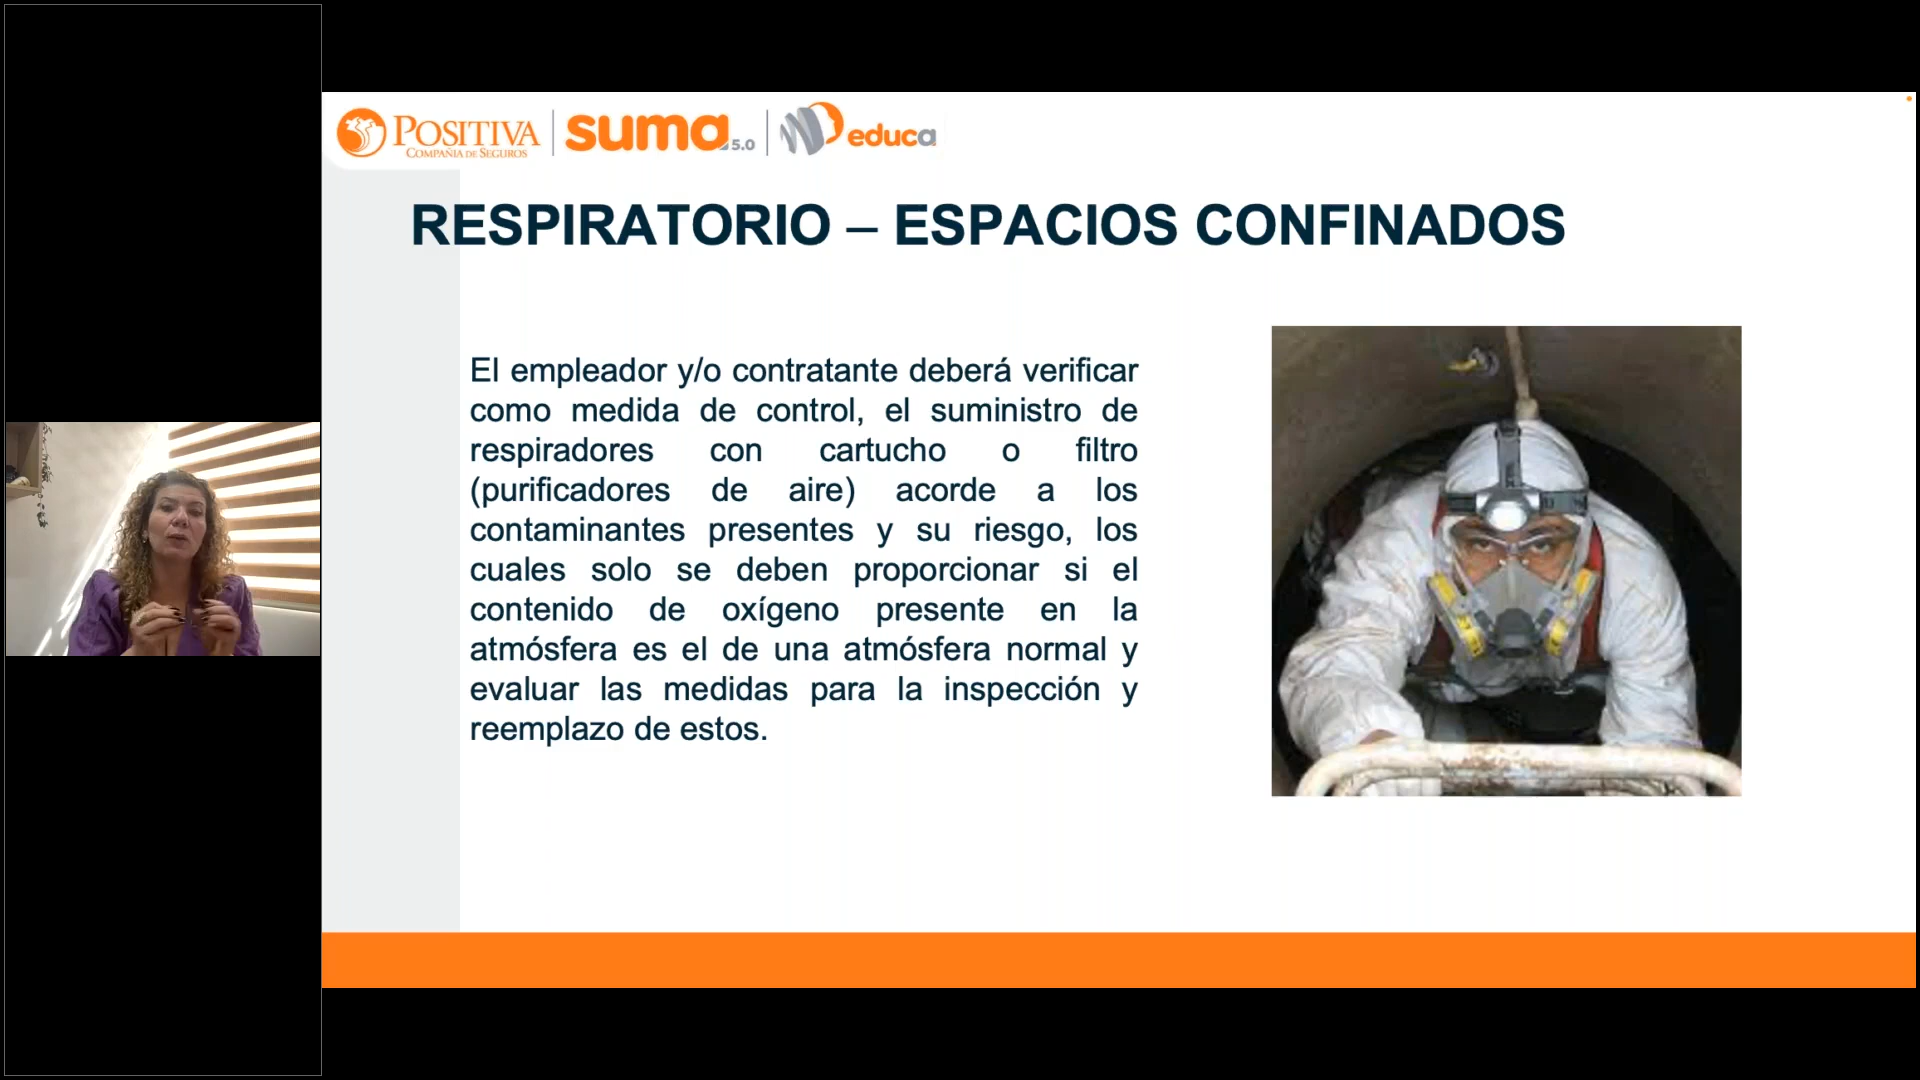 POSITIVA
COMPAÑIA DE SEGUROS
suma 5.0
educa
RESPIRATORIO – ESPACIOS CONFINADOS
El empleador y/o contratante deberá verificar
como medida de control, el suministro de
respiradores con cartucho o filtro
(purificadores de aire) acorde a los
contaminantes presentes y su riesgo, los
cuales solo se deben proporcionar si el
contenido de oxígeno presente en la
atmósfera es el de una atmósfera normal y
evaluar las medidas para la inspección y
reemplazo de estos.